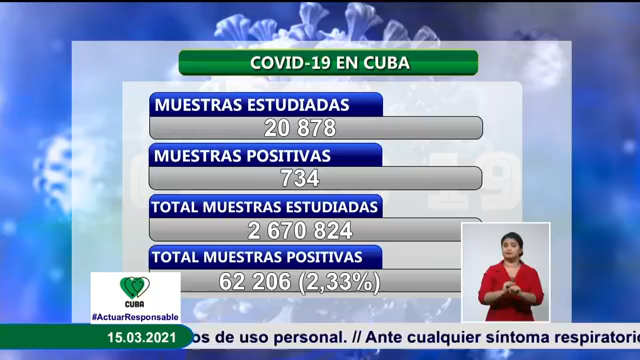 COVID-19 EN CUBA
MUESTRAS ESTUDIADAS
20 878
MUESTRAS POSITIVAS
734
TOTAL MUESTRAS ESTUDIADAS
2 670 824
TOTAL MUESTRAS POSITIVAS
62 206 (2,33%)
CUBA
#ActuarResponsable
15.03.2021
os de uso personal. // Ante cualquier síntoma respiratori